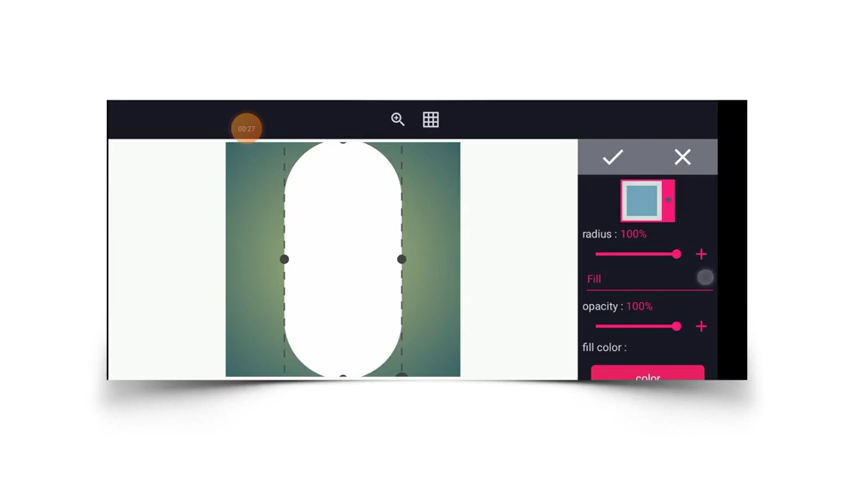 00:27
radius : 100%
Fill
opacity : 100%
fill color :
color